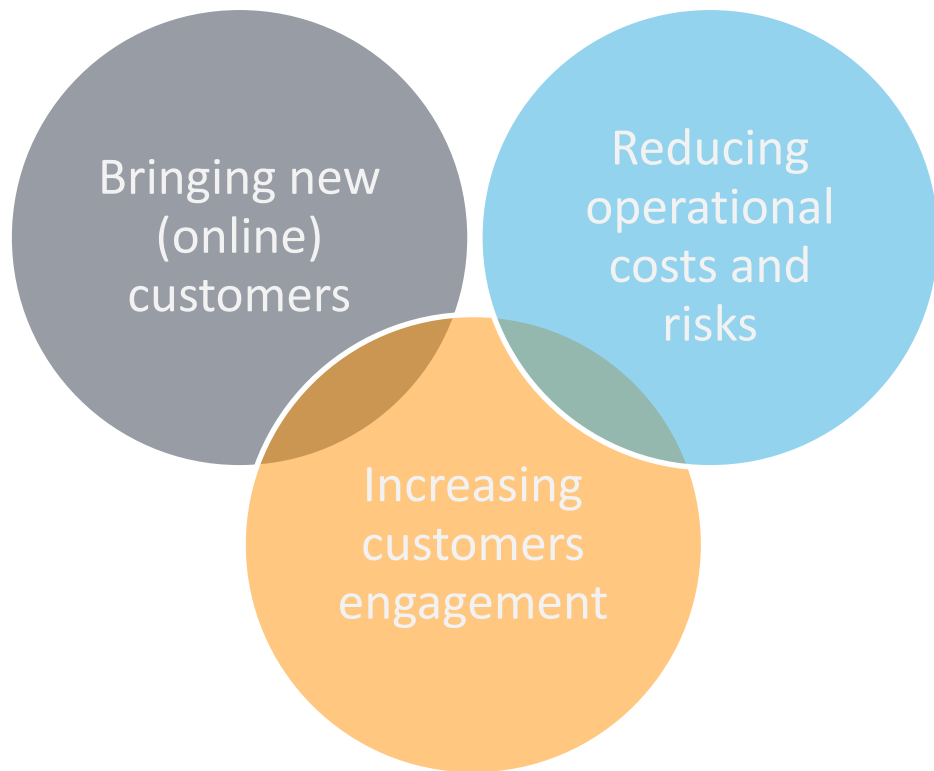 Bringing new
(online)
customers
Reducing
operational
costs and
risks
Increasing
customers
engagement